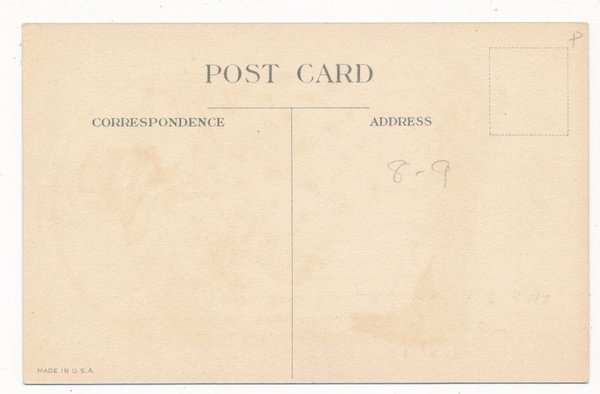 POST CARD
CORRESPONDENCE
ADDRESS
8-9
MADE IN U.S.A.